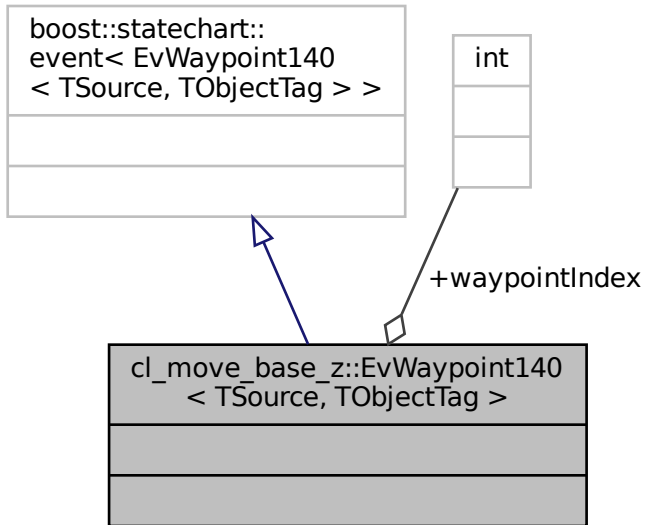 boost::statechart::
event< EvWaypoint140
< TSource, TObjectTag > >
int
+waypointIndex
cl_move_base_z::EvWaypoint140
< TSource, TObjectTag >